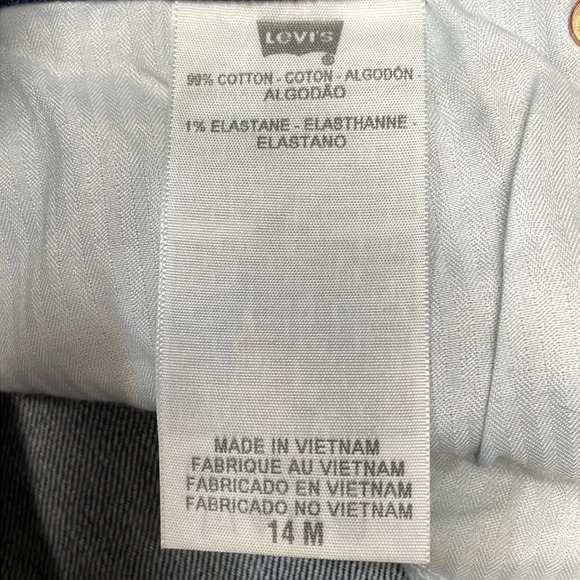 Levi's
®
99% COTTON - COTON - ALGODÓN -
ALGODÃO
1% ELASTANE - ELASTHANNE -
ELASTANO
MADE IN VIETNAM
FABRIQUE AU VIETNAM
FABRICADO EN VIETNAM
FABRICADO NO VIETNAM
14 M